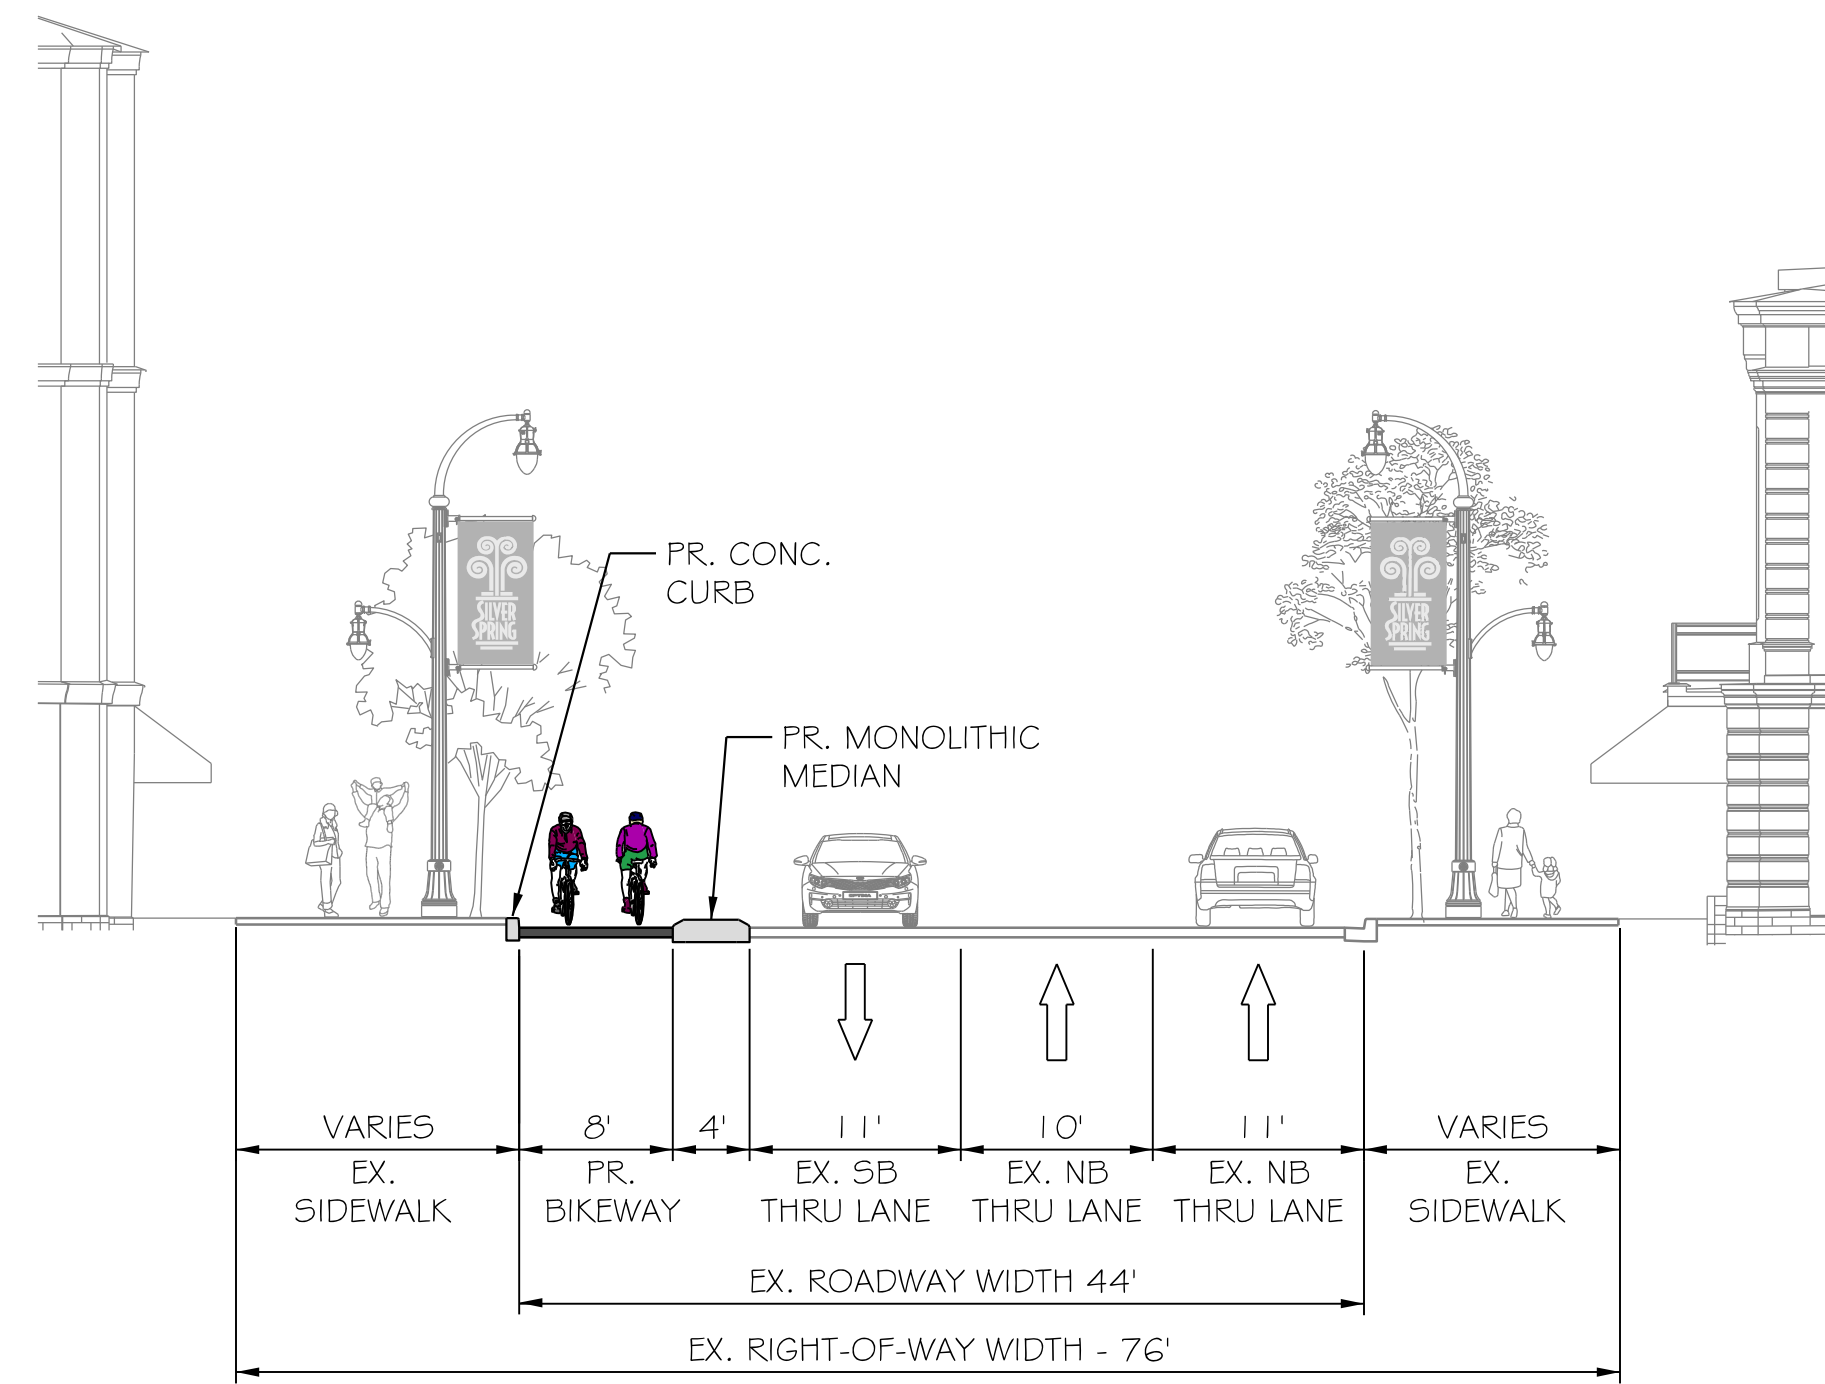 SILVER
SPRING
SILVER
SPRING
PR. CONC.
CURB
PR. MONOLITHIC
MEDIAN
VARIES
8'
4'
11'
10'
11'
VARIES
EX.
SIDEWALK
PR.
BIKEWAY
EX. SB
THRU LANE
EX. NB
THRU LANE
EX. NB
THRU LANE
EX.
SIDEWALK
EX. ROADWAY WIDTH 44'
EX. RIGHT-OF-WAY WIDTH - 76'